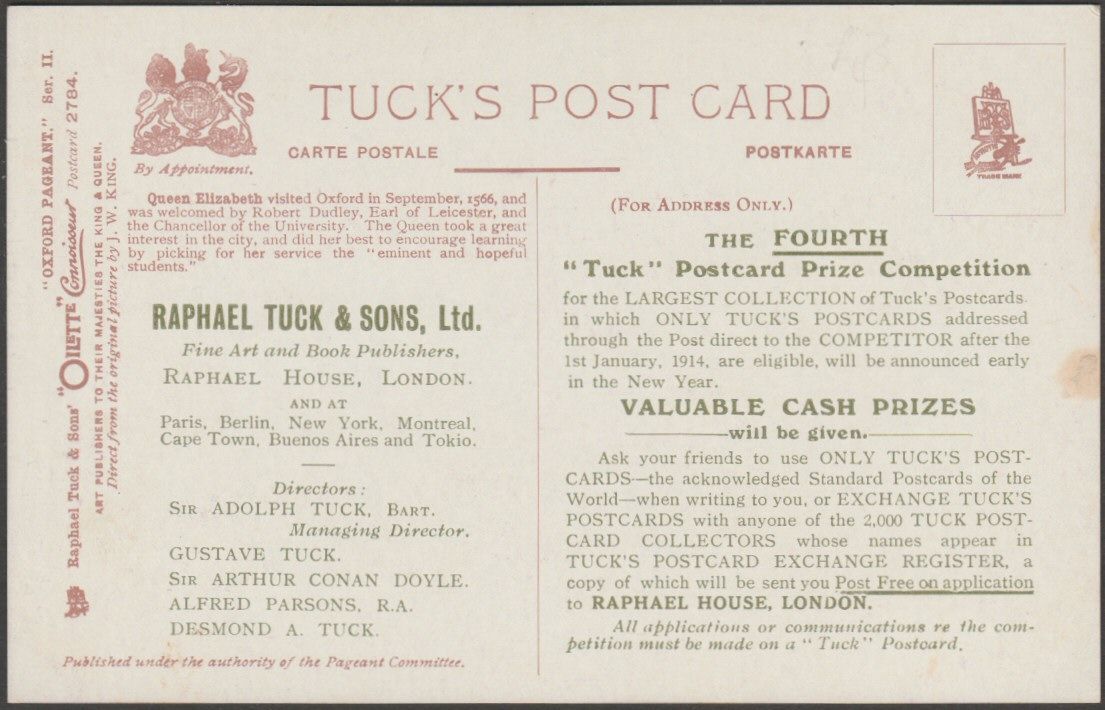 "OXFORD PAGEANT." Ser. II.
Raphael Tuck & Sons' "OILETTE" Connoisseur Postcard 2784.
ART PUBLISHERS TO THEIR MAJESTIES THE KING & QUEEN.
Direct from the original picture by J. W. KING.
By Appointment.
TUCK'S POST CARD
CARTE POSTALE
POSTKARTE
TRADE MARK
Queen Elizabeth visited Oxford in September, 1566, and
was welcomed by Robert Dudley, Earl of Leicester, and
the Chancellor of the University. The Queen took a great
interest in the city, and did her best to encourage learning
by picking for her service the "eminent and hopeful
students."
RAPHAEL TUCK & SONS, Ltd.
Fine Art and Book Publishers,
RAPHAEL HOUSE, LONDON.
AND AT
Paris, Berlin, New York, Montreal,
Cape Town, Buenos Aires and Tokio.
Directors:
SIR ADOLPH TUCK, BART.
Managing Director.
GUSTAVE TUCK.
SIR ARTHUR CONAN DOYLE.
ALFRED PARSONS, R.A.
DESMOND A. TUCK.
Published under the authority of the Pageant Committee.
(FOR ADDRESS ONLY.)
THE FOURTH
"Tuck" Postcard Prize Competition
for the LARGEST COLLECTION of Tuck's Postcards
in which ONLY TUCK'S POSTCARDS addressed
through the Post direct to the COMPETITOR after the
1st January, 1914, are eligible, will be announced early
in the New Year.
VALUABLE CASH PRIZES
will be given.
Ask your friends to use ONLY TUCK'S POST-
CARDS—the acknowledged Standard Postcards of the
World—when writing to you, or EXCHANGE TUCK'S
POSTCARDS with anyone of the 2,000 TUCK POST-
CARD COLLECTORS whose names appear in
TUCK'S POSTCARD EXCHANGE REGISTER, a
copy of which will be sent you Post Free on application
to RAPHAEL HOUSE, LONDON.
All applications or communications re the com-
petition must be made on a "Tuck" Postcard.